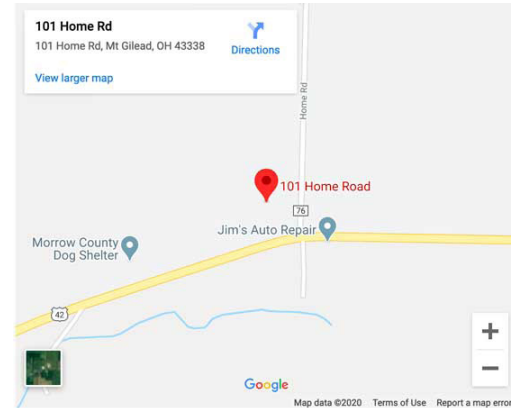 101 Home Rd
101 Home Rd, Mt Gilead, OH 43338
Directions
View larger map
Home Rd
101 Home Road
76
Jim's Auto Repair
Morrow County
Dog Shelter
42
+
−
Google
Map data ©2020 Terms of Use Report a map error